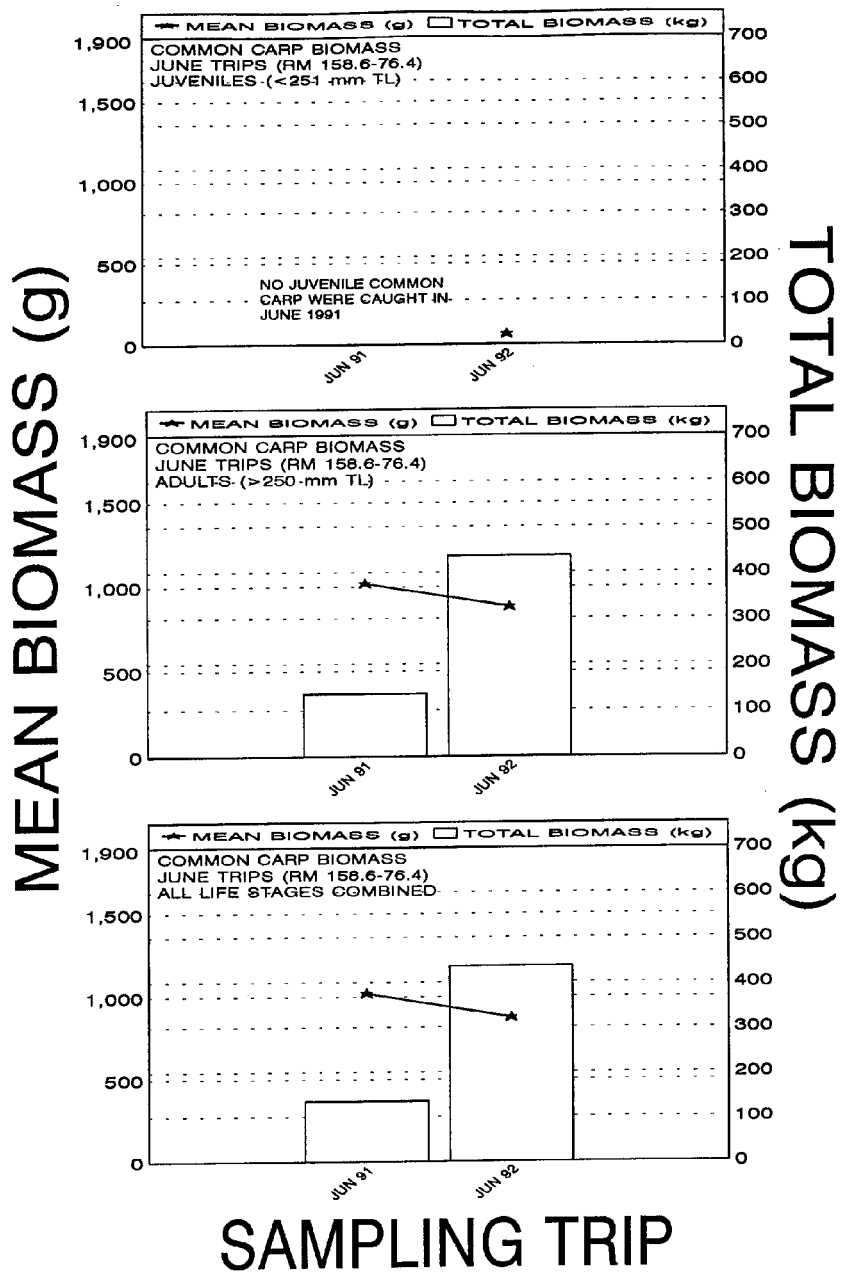 MEAN BIOMASS (g) TOTAL BIOMASS (kg)
1,900
1,500
1,000
500
0
COMMON CARP BIOMASS
JUNE TRIPS (RM 158.6-76.4)
JUVENILES (<251 mm TL)
NO JUVENILE COMMON
CARP WERE CAUGHT IN
JUNE 1991
700
600
500
400
300
200
100
0
JUN 91
JUN 92
MEAN BIOMASS (g) TOTAL BIOMASS (kg)
1,900
1,500
1,000
500
0
COMMON CARP BIOMASS
JUNE TRIPS (RM 158.6-76.4)
ADULTS (>250 mm TL)
700
600
500
400
300
200
100
0
JUN 91
JUN 92
MEAN BIOMASS (g) TOTAL BIOMASS (kg)
1,900
1,500
1,000
500
0
COMMON CARP BIOMASS
JUNE TRIPS (RM 158.6-76.4)
ALL LIFE STAGES COMBINED
700
600
500
400
300
200
100
0
JUN 91
JUN 92
MEAN BIOMASS (g)
TOTAL BIOMASS (kg)
SAMPLING TRIP